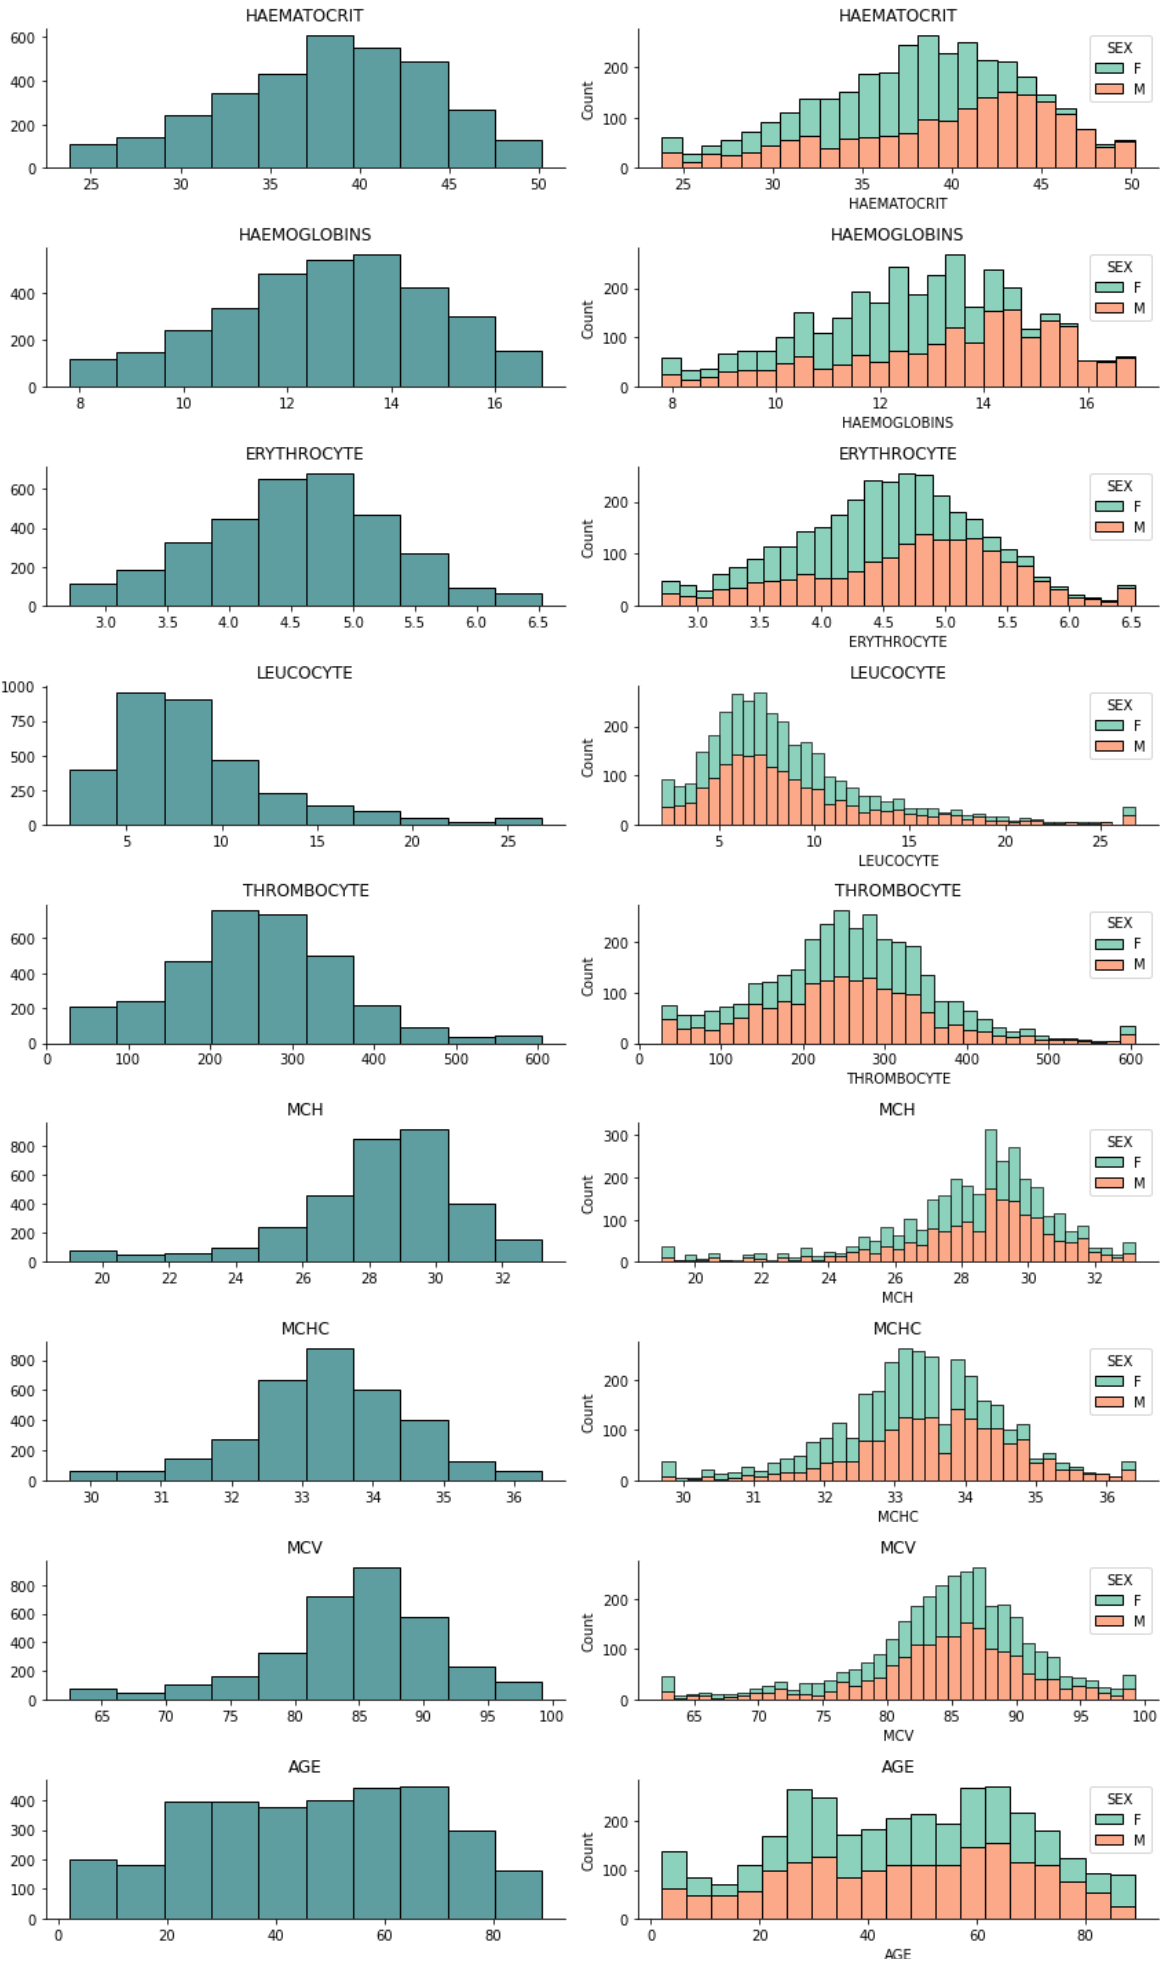 HAEMATOCRIT
600
400
200
0
25 30 35 40 45 50
HAEMATOCRIT
Count
200
100
0
SEX
F
M
25 30 35 40 45 50
HAEMATOCRIT
HAEMOGLOBINS
400
200
0
8 10 12 14 16
HAEMOGLOBINS
Count
200
100
0
SEX
F
M
8 10 12 14 16
HAEMOGLOBINS
ERYTHROCYTE
600
400
200
0
3.0 3.5 4.0 4.5 5.0 5.5 6.0 6.5
ERYTHROCYTE
Count
200
100
0
SEX
F
M
3.0 3.5 4.0 4.5 5.0 5.5 6.0 6.5
ERYTHROCYTE
LEUCOCYTE
1000
750
500
250
0
5 10 15 20 25
LEUCOCYTE
Count
200
100
0
SEX
F
M
5 10 15 20 25
LEUCOCYTE
THROMBOCYTE
600
400
200
0
0 100 200 300 400 500 600
THROMBOCYTE
Count
200
100
0
SEX
F
M
0 100 200 300 400 500 600
THROMBOCYTE
MCH
800
600
400
200
0
20 22 24 26 28 30 32
MCH
Count
300
200
100
0
SEX
F
M
20 22 24 26 28 30 32
MCH
MCHC
800
600
400
200
0
30 31 32 33 34 35 36
MCHC
Count
200
100
0
SEX
F
M
30 31 32 33 34 35 36
MCHC
MCV
800
600
400
200
0
65 70 75 80 85 90 95 100
MCV
Count
200
100
0
SEX
F
M
65 70 75 80 85 90 95 100
MCV
AGE
400
300
200
100
0
0 20 40 60 80
AGE
Count
200
100
0
SEX
F
M
0 20 40 60 80
AGE